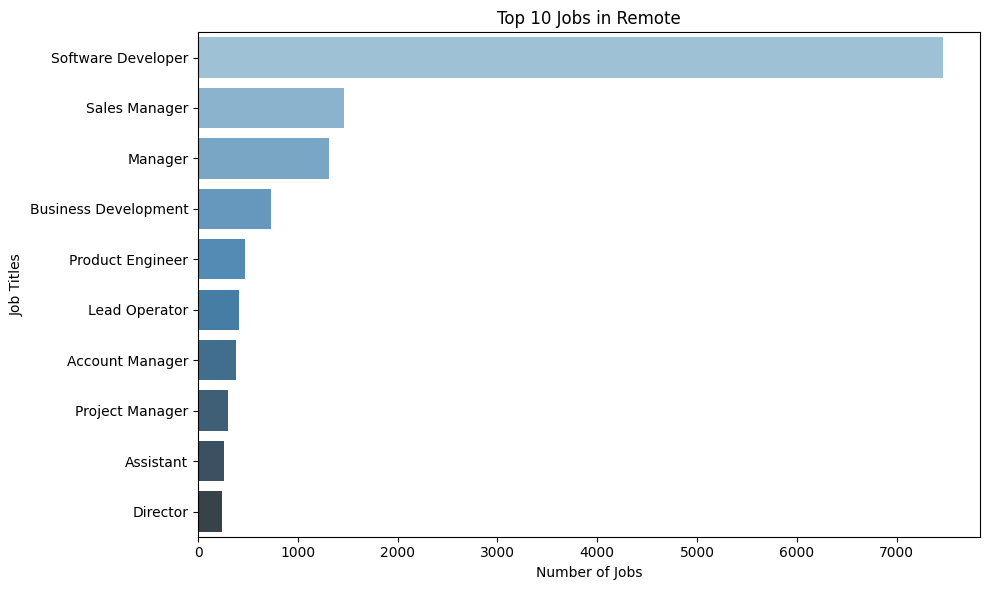 Top 10 Jobs in Remote
Job Titles
Software Developer
Sales Manager
Manager
Business Development
Product Engineer
Lead Operator
Account Manager
Project Manager
Assistant
Director
0 1000 2000 3000 4000 5000 6000 7000
Number of Jobs